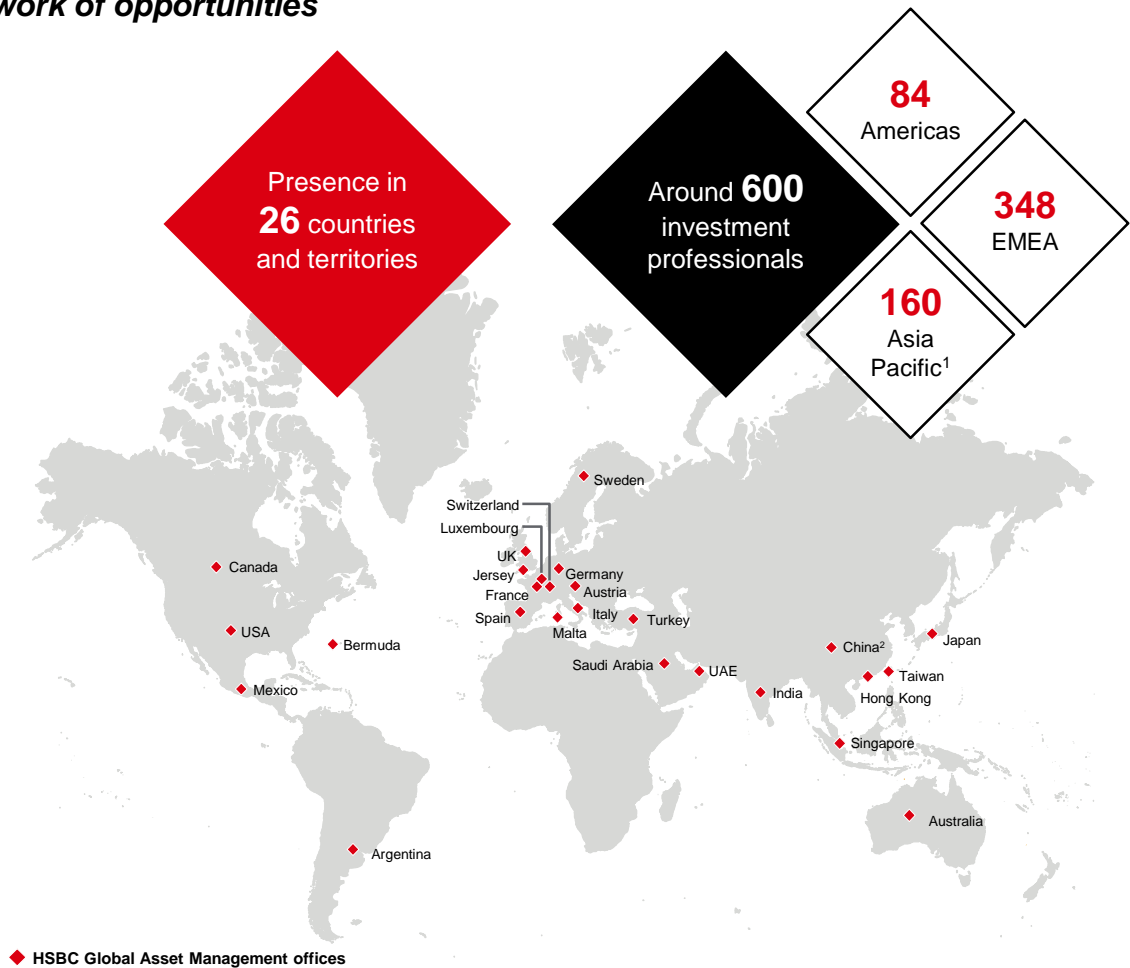 work of opportunities
Presence in
26 countries
and territories
Around 600
investment
professionals
84
Americas
348
EMEA
160
Asia
Pacific¹
Sweden
Switzerland
Luxembourg
UK
Jersey
France
Germany
Austria
Spain
Italy
Malta
Turkey
Canada
USA
Bermuda
Mexico
Saudi Arabia
UAE
India
China²
Japan
Taiwan
Hong Kong
Singapore
Australia
Argentina
HSBC Global Asset Management offices